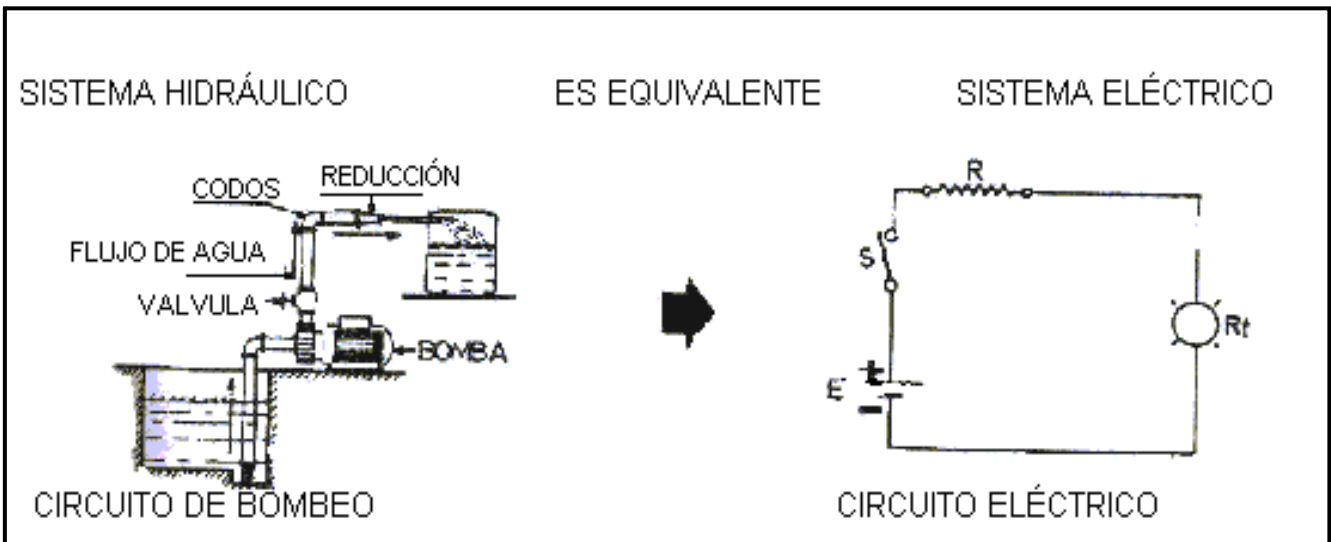 SISTEMA HIDRÁULICO
ES EQUIVALENTE
SISTEMA ELÉCTRICO
CODOS
REDUCCIÓN
FLUJO DE AGUA
VALVULA
BOMBA
R
S
E
+
-
Rt
CIRCUITO DE BOMBEO
CIRCUITO ELÉCTRICO